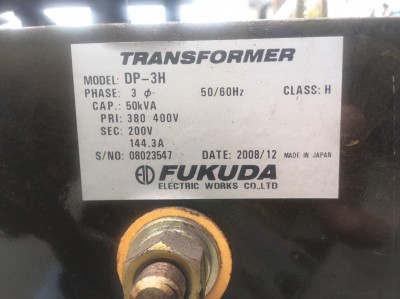 TRANSFORMER
MODEL: DP-3H
PHASE: 3 ϕ 50/60Hz CLASS: H
CAP.: 50kVA
PRI: 380 400V
SEC: 200V
144.3A
S/NO: 08023547 DATE: 2008/12 MADE IN JAPAN
FUKUDA
ELECTRIC WORKS CO.,LTD